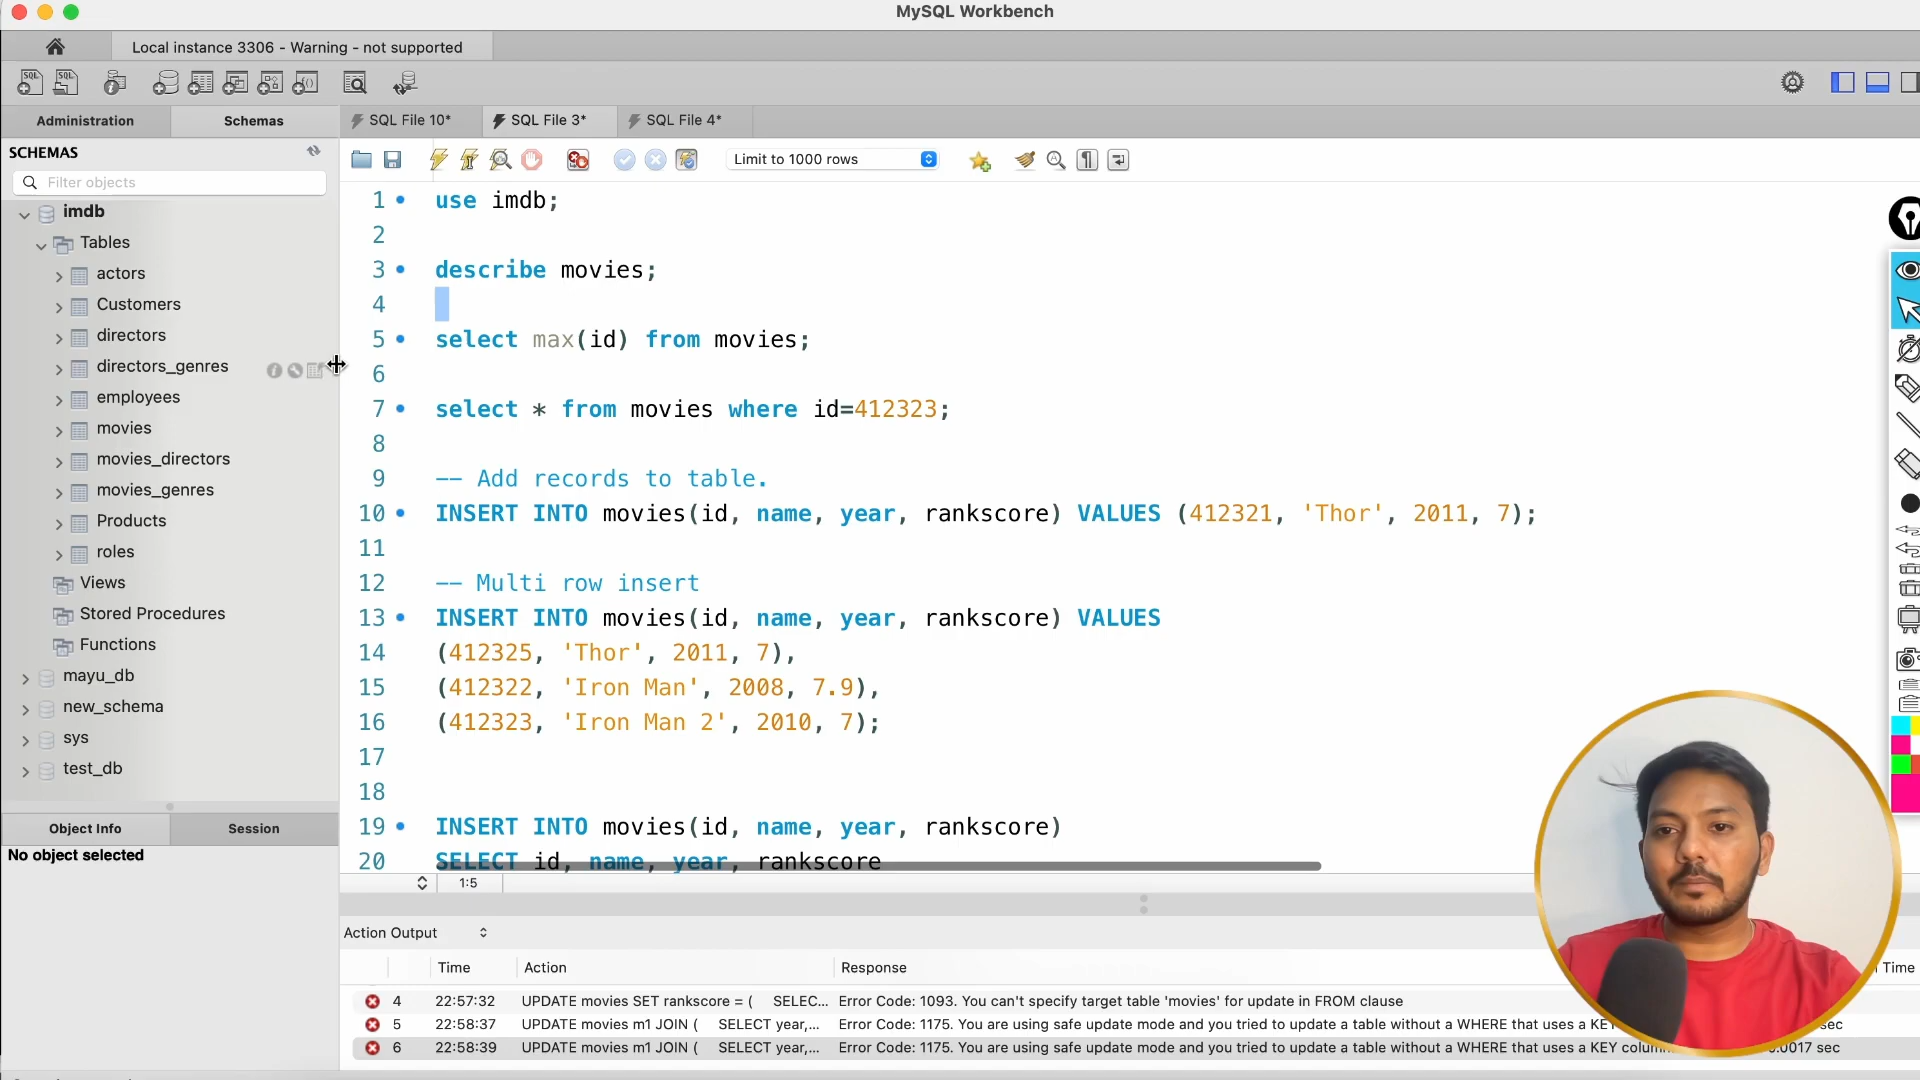 MySQL Workbench
Local instance 3306 - Warning - not supported
SQL
SQL
Administration
Schemas
SQL File 10*
SQL File 3*
SQL File 4*
SCHEMAS
Filter objects
Limit to 1000 rows
imdb
Tables
actors
Customers
directors
directors_genres
employees
movies
movies_directors
movies_genres
Products
roles
Views
Stored Procedures
Functions
mayu_db
new_schema
sys
test_db
Object Info
Session
No object selected
1 use imdb;
2
3 describe movies;
4
5 select max(id) from movies;
6
7 select * from movies where id=412323;
8
9 -- Add records to table.
10 INSERT INTO movies(id, name, year, rankscore) VALUES (412321, 'Thor', 2011, 7);
11
12 -- Multi row insert
13 INSERT INTO movies(id, name, year, rankscore) VALUES
14 (412325, 'Thor', 2011, 7),
15 (412322, 'Iron Man', 2008, 7.9),
16 (412323, 'Iron Man 2', 2010, 7);
17
18
19 INSERT INTO movies(id, name, year, rankscore)
20 SELECT id, name, year, rankscore
1:5
Action Output
Time Action Response Time
4 22:57:32 UPDATE movies SET rankscore = ( SELEC... Error Code: 1093. You can't specify target table 'movies' for update in FROM clause
5 22:58:37 UPDATE movies m1 JOIN ( SELECT year,... Error Code: 1175. You are using safe update mode and you tried to update a table without a WHERE that uses a KE sec
6 22:58:39 UPDATE movies m1 JOIN ( SELECT year,... Error Code: 1175. You are using safe update mode and you tried to update a table without a WHERE that uses a KEY colum .0017 sec